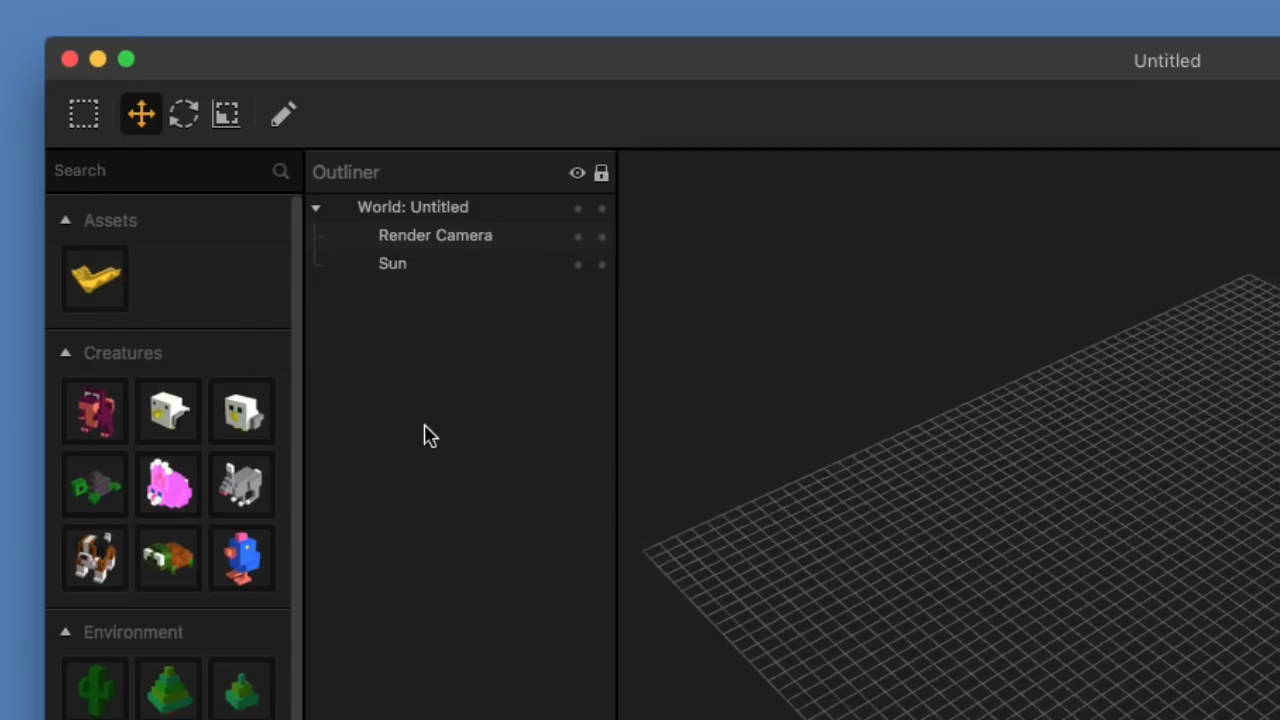 Untitled
Search
Outliner
Assets
World: Untitled
Render Camera
Sun
Creatures
Environment